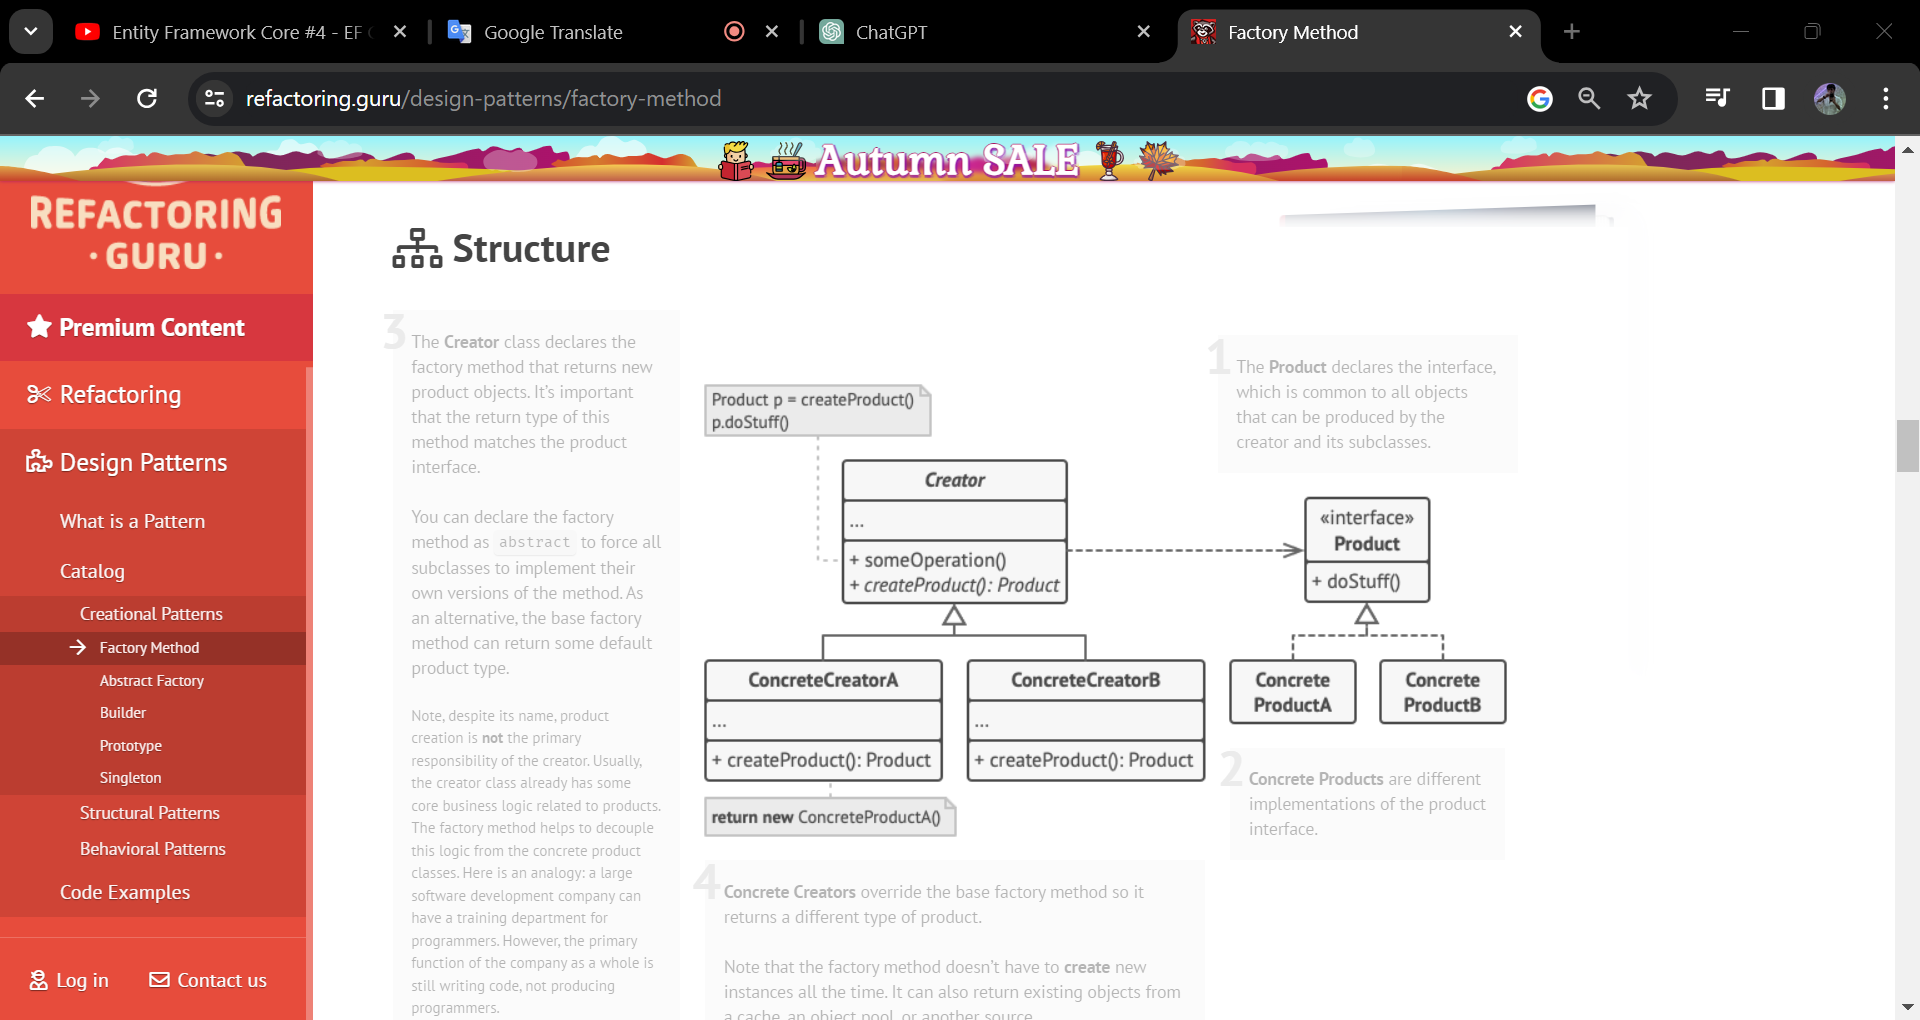 Entity Framework Core #4 - EF
Google Translate
ChatGPT
Factory Method
refactoring.guru/design-patterns/factory-method
Autumn SALE
REFACTORING
· GURU ·
Premium Content
Refactoring
Design Patterns
What is a Pattern
Catalog
Creational Patterns
Factory Method
Abstract Factory
Builder
Prototype
Singleton
Structural Patterns
Behavioral Patterns
Code Examples
Log in
Contact us
Structure
3
The Creator class declares the
factory method that returns new
product objects. It's important
that the return type of this
method matches the product
interface.
You can declare the factory
method as abstract to force all
subclasses to implement their
own versions of the method. As
an alternative, the base factory
method can return some default
product type.
Note, despite its name, product
creation is not the primary
responsibility of the creator. Usually,
the creator class already has some
core business logic related to products.
The factory method helps to decouple
this logic from the concrete product
classes. Here is an analogy: a large
software development company can
have a training department for
programmers. However, the primary
function of the company as a whole is
still writing code, not producing
programmers.
Product p = createProduct()
p.doStuff()
Creator
...
+ someOperation()
+ createProduct(): Product
ConcreteCreatorA
...
+ createProduct(): Product
ConcreteCreatorB
...
+ createProduct(): Product
return new ConcreteProductA()
1
The Product declares the interface,
which is common to all objects
that can be produced by the
creator and its subclasses.
«interface»
Product
+ doStuff()
Concrete
ProductA
Concrete
ProductB
2
Concrete Products are different
implementations of the product
interface.
4
Concrete Creators override the base factory method so it
returns a different type of product.
Note that the factory method doesn't have to create new
instances all the time. It can also return existing objects from
a cache, an object pool, or another source.